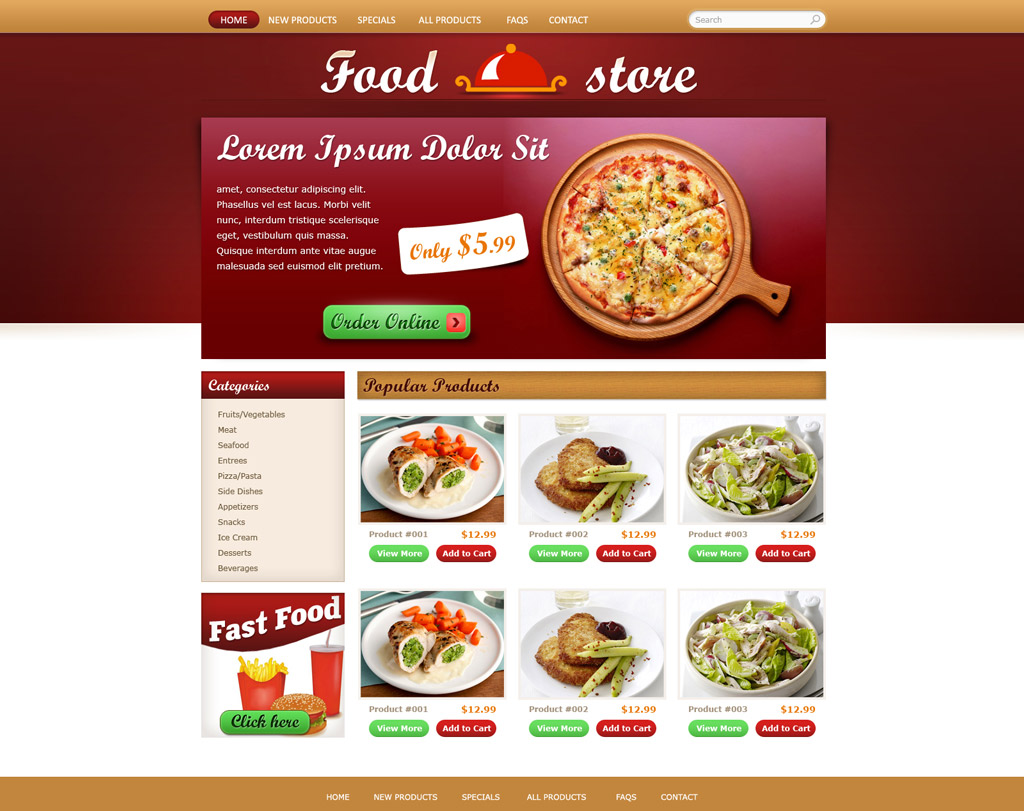 HOME NEW PRODUCTS SPECIALS ALL PRODUCTS FAQS CONTACT Search
Food store
Lorem Ipsum Dolor Sit
amet, consectetur adipiscing elit.
Phasellus vel est lacus. Morbi velit
nunc, interdum tristique scelerisque
eget, vestibulum quis massa.
Quisque interdum ante vitae augue
malesuada sed euismod elit pretium.
Only $5.99
Order Online
Categories
Fruits/Vegetables
Meat
Seafood
Entrees
Pizza/Pasta
Side Dishes
Appetizers
Snacks
Ice Cream
Desserts
Beverages
Fast Food
Click here
Popular Products
Product #001 $12.99 Product #002 $12.99 Product #003 $12.99
View More Add to Cart View More Add to Cart View More Add to Cart
Product #001 $12.99 Product #002 $12.99 Product #003 $12.99
View More Add to Cart View More Add to Cart View More Add to Cart
HOME NEW PRODUCTS SPECIALS ALL PRODUCTS FAQS CONTACT